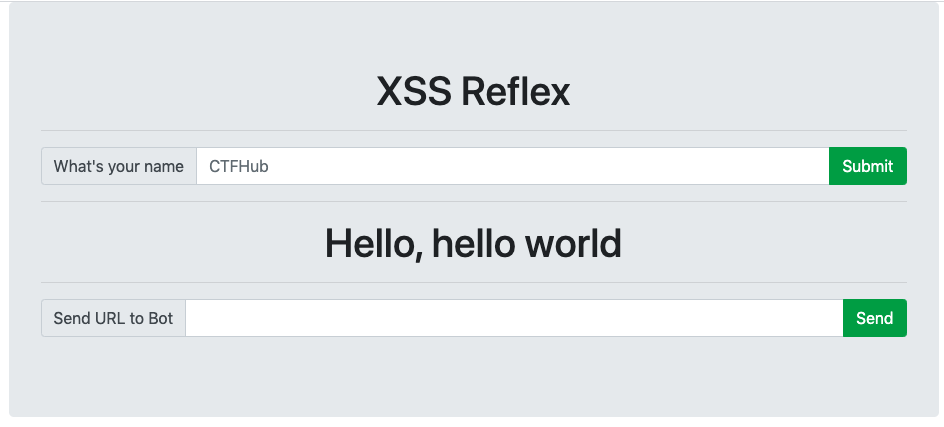 XSS Reflex
What's your name CTFHub Submit
Hello, hello world
Send URL to Bot Send